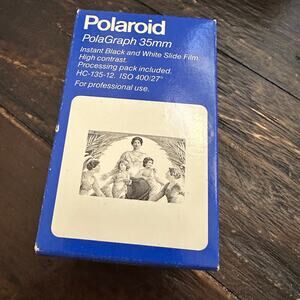 Polaroid
PolaGraph 35mm
Instant Black and White Slide Film.
High contrast.
Processing pack included.
HC-135-12. ISO 400/27°
For professional use.